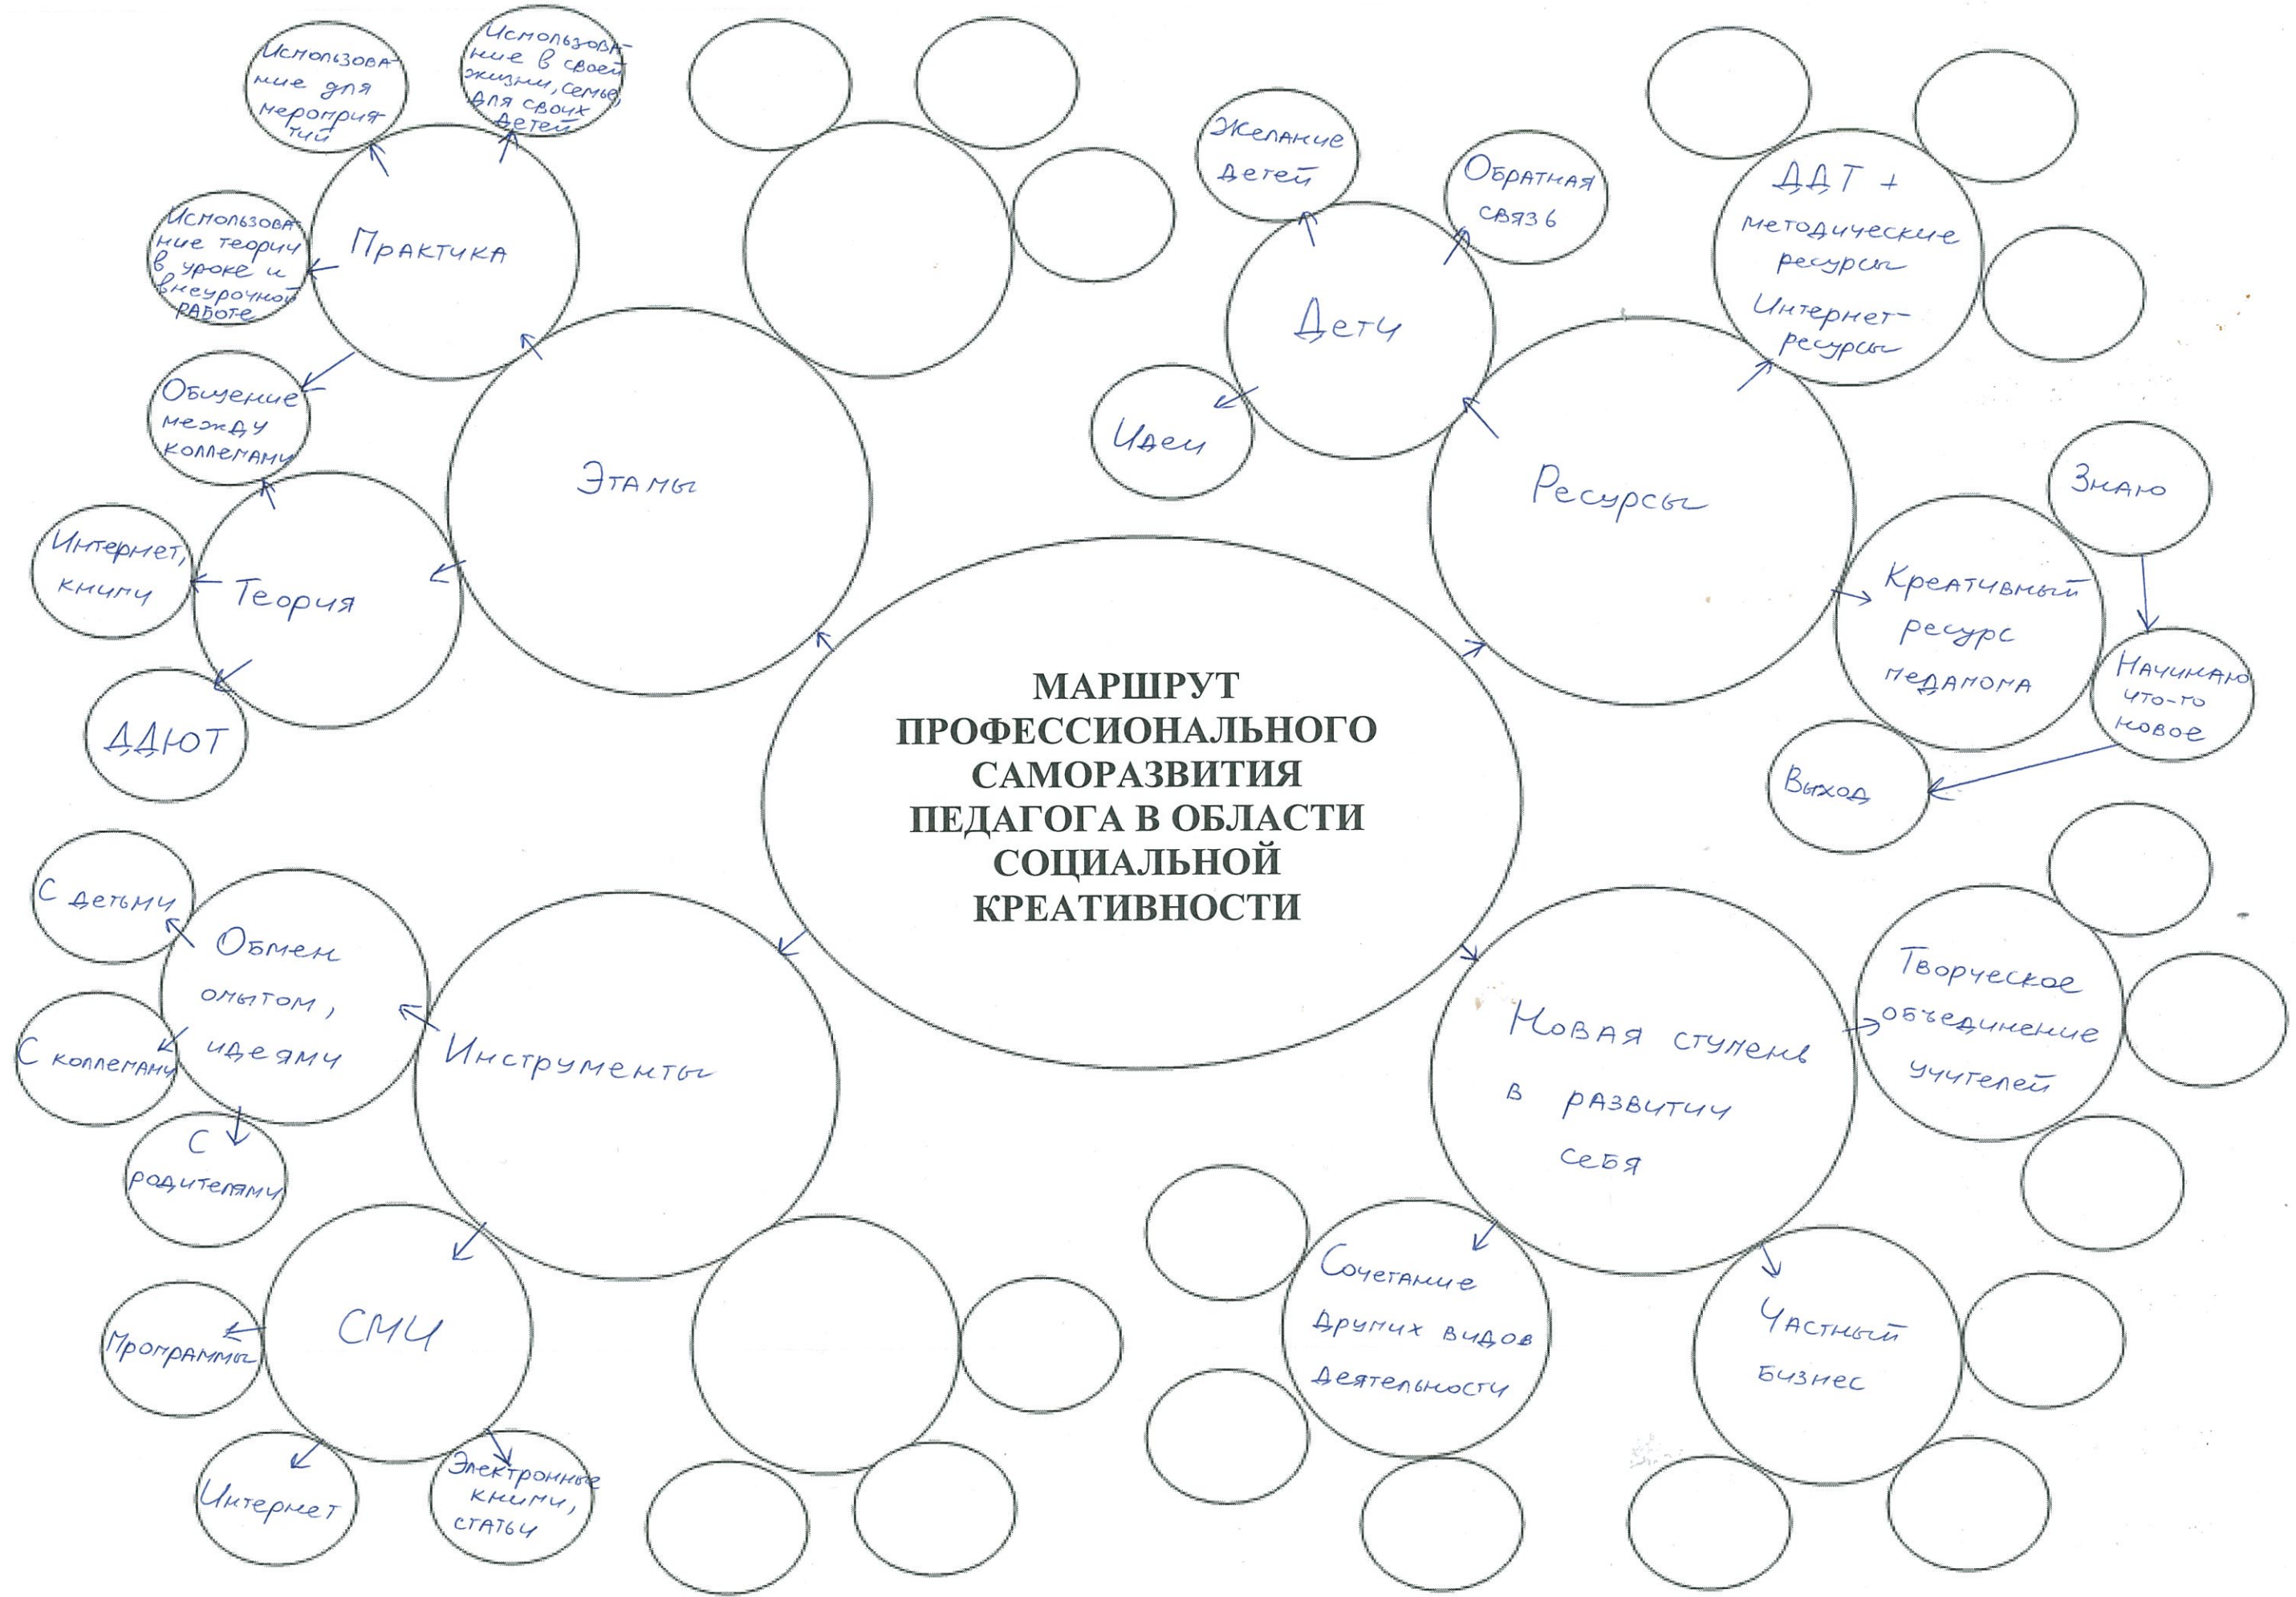 МАРШРУТ
ПРОФЕССИОНАЛЬНОГО
САМОРАЗВИТИЯ
ПЕДАГОГА В ОБЛАСТИ
СОЦИАЛЬНОЙ
КРЕАТИВНОСТИ
Этапы
Практика
Использова-
ние для
мероприя-
тий
Использова-
ние в своей
жизни, семье,
для своих
детей
Использова-
ние теории
в уроке и
внеурочной
работе
Общение
между
коллегами
Теория
Интернет,
книги
ДДЮТ
Ресурсы
Дети
Желание
детей
Обратная
связь
Идеи
ДДТ +
методические
ресурсы
Интернет-
ресурсы
Креативный
ресурс
педагога
Знаю
Начинаю
что-то
новое
Выход
Инструменты
Обмен
опытом,
идеями
С детьми
С коллегами
С
родителями
СМИ
Программы
Интернет
Электронные
книги,
статьи
Новая ступень
в развитии
себя
Творческое
объединение
учителей
Сочетание
других видов
деятельности
Частный
бизнес